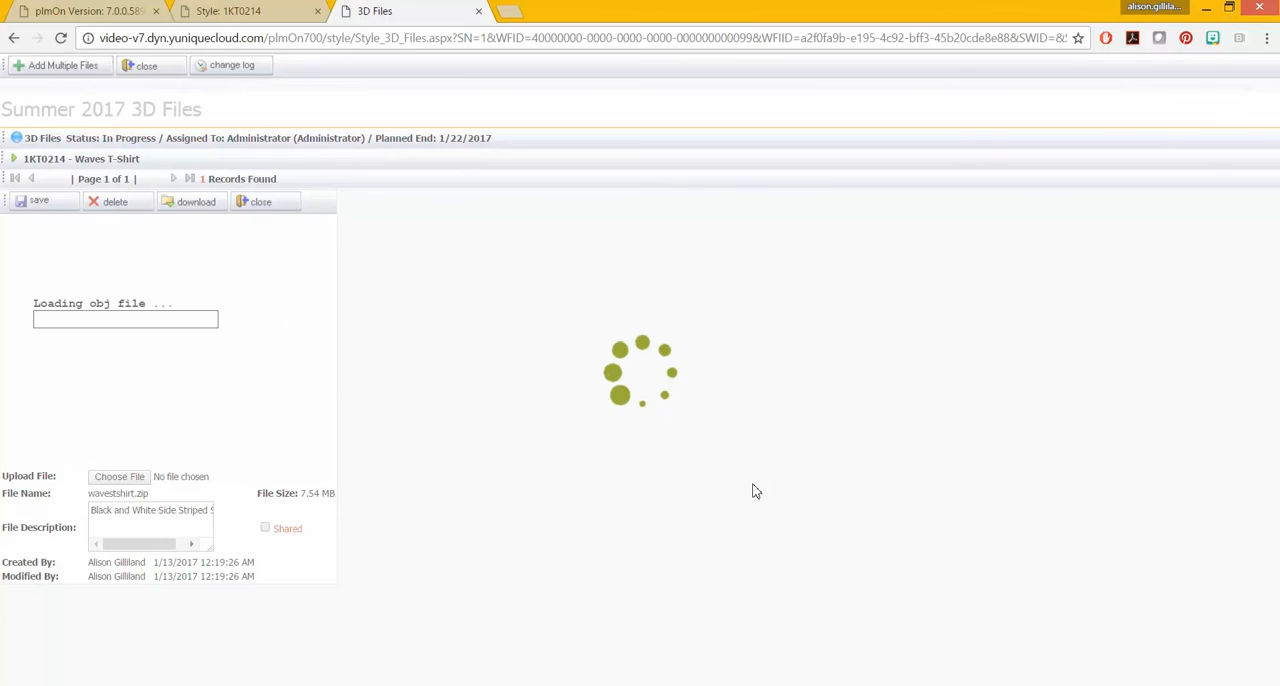 plmOn Version: 7.0.0.589
Style: 1KT0214
3D Files
alison.gillila...
video-v7.dyn.yuniquecloud.com/plmOn700/style/Style_3D_Files.aspx?SN=1&WFID=40000000-0000-0000-0000-000000000099&WFIID=a2f0fa9b-e195-4c92-bff3-45b20cde8e88&SWID=&
Add Multiple Files
close
change log
Summer 2017 3D Files
3D Files Status: In Progress / Assigned To: Administrator (Administrator) / Planned End: 1/22/2017
1KT0214 - Waves T-Shirt
| Page 1 of 1 | 1 Records Found
save
delete
download
close
Loading obj file ...
Upload File: Choose File No file chosen
File Name: wavestshirt.zip File Size: 7.54 MB
File Description: Black and White Side Striped S
Shared
Created By: Alison Gilliland 1/13/2017 12:19:26 AM
Modified By: Alison Gilliland 1/13/2017 12:19:26 AM